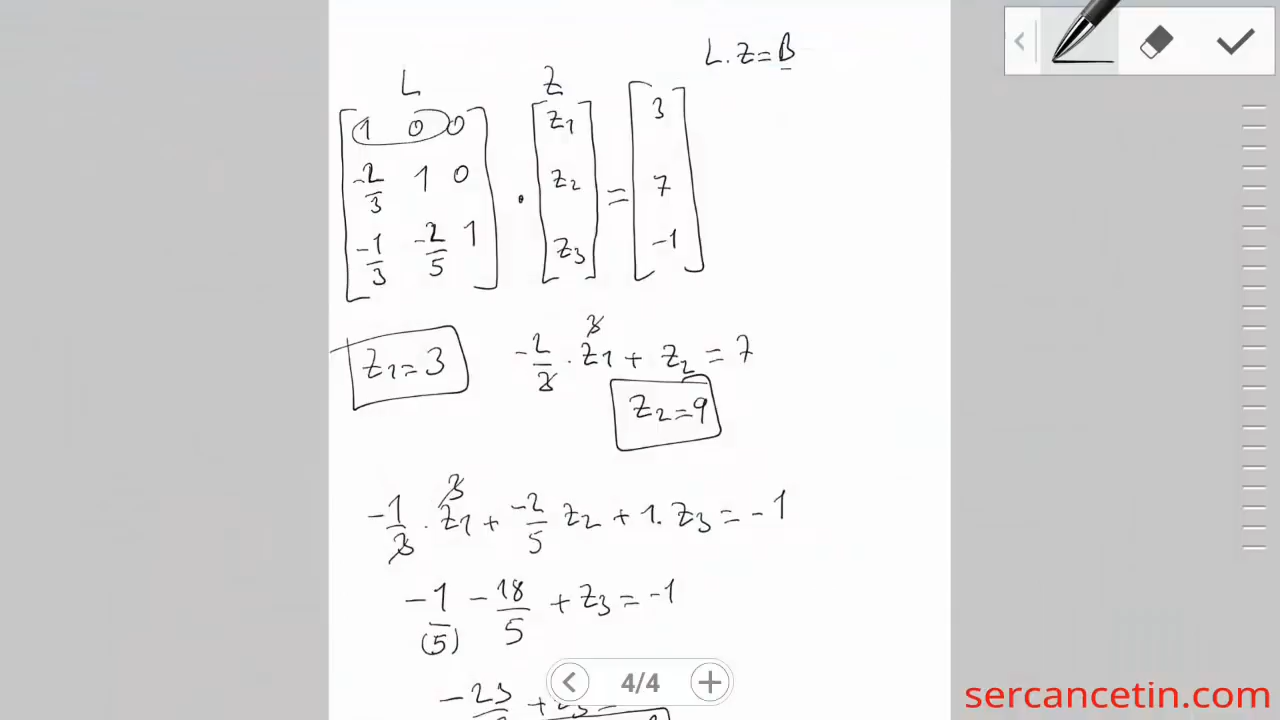 L.Z=B
L Z
[1 0 0; -2/3 1 0; -1/3 -2/5 1] · [z1; z2; z3] = [3; 7; -1]
z1=3
-2/3 · z1 + z2 = 7
3
z2=9
3
-1/3 · z1 + -2/5 z2 + 1. z3 = -1
-1 - 18/5 + z3 = -1
(5)
-23 + z3 =
4/4
sercancetin.com